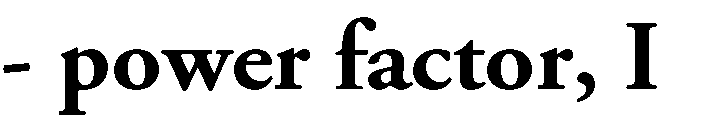 - power factor, I